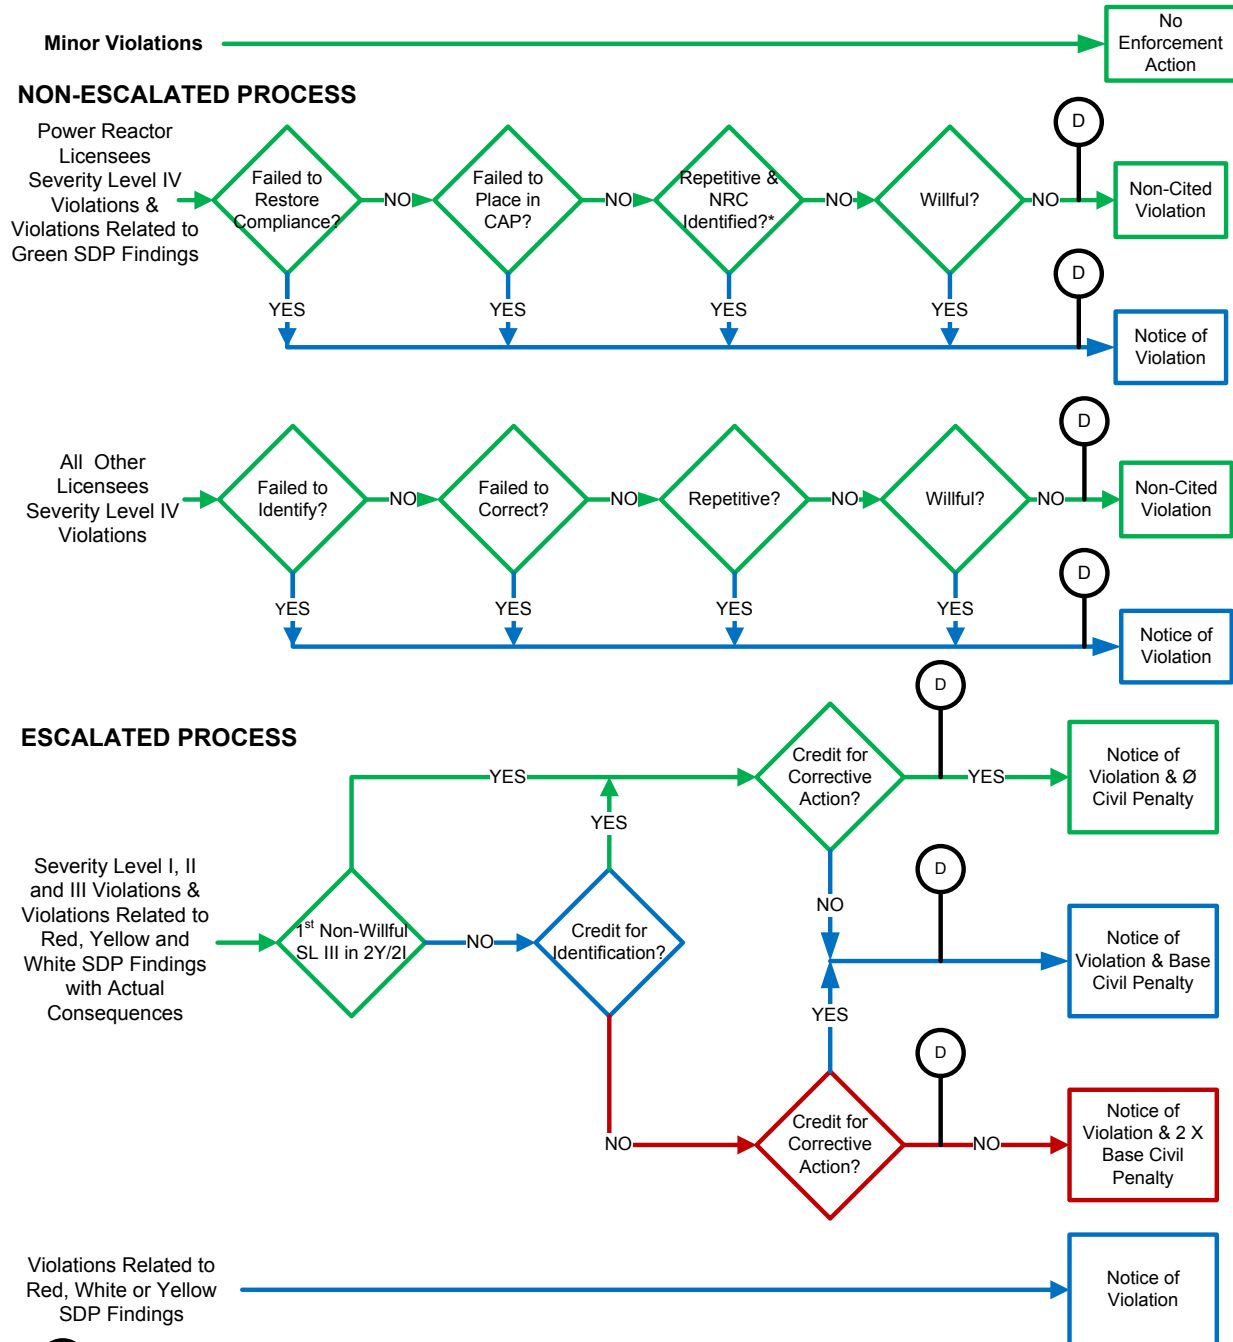 Minor Violations
No
Enforcement
Action
NON-ESCALATED PROCESS
Power Reactor
Licensees
Severity Level IV
Violations &
Violations Related to
Green SDP Findings
Failed to
Restore
Compliance?
NO
Failed to
Place in
CAP?
NO
Repetitive &
NRC
Identified?*
NO
Willful?
NO
D
Non-Cited
Violation
YES
YES
YES
YES
D
Notice of
Violation
All Other
Licensees
Severity Level IV
Violations
Failed to
Identify?
NO
Failed to
Correct?
NO
Repetitive?
NO
Willful?
NO
D
Non-Cited
Violation
YES
YES
YES
YES
D
Notice of
Violation
ESCALATED PROCESS
Severity Level I, II
and III Violations &
Violations Related to
Red, Yellow and
White SDP Findings
with Actual
Consequences
1st Non-Willful
SL III in 2Y/2I
YES
NO
Credit for
Identification?
YES
NO
Credit for
Corrective
Action?
D
YES
Notice of
Violation & Ø
Civil Penalty
NO
D
Notice of
Violation & Base
Civil Penalty
YES
Credit for
Corrective
Action?
D
NO
Notice of
Violation & 2 X
Base Civil
Penalty
Violations Related to
Red, White or Yellow
SDP Findings
Notice of
Violation